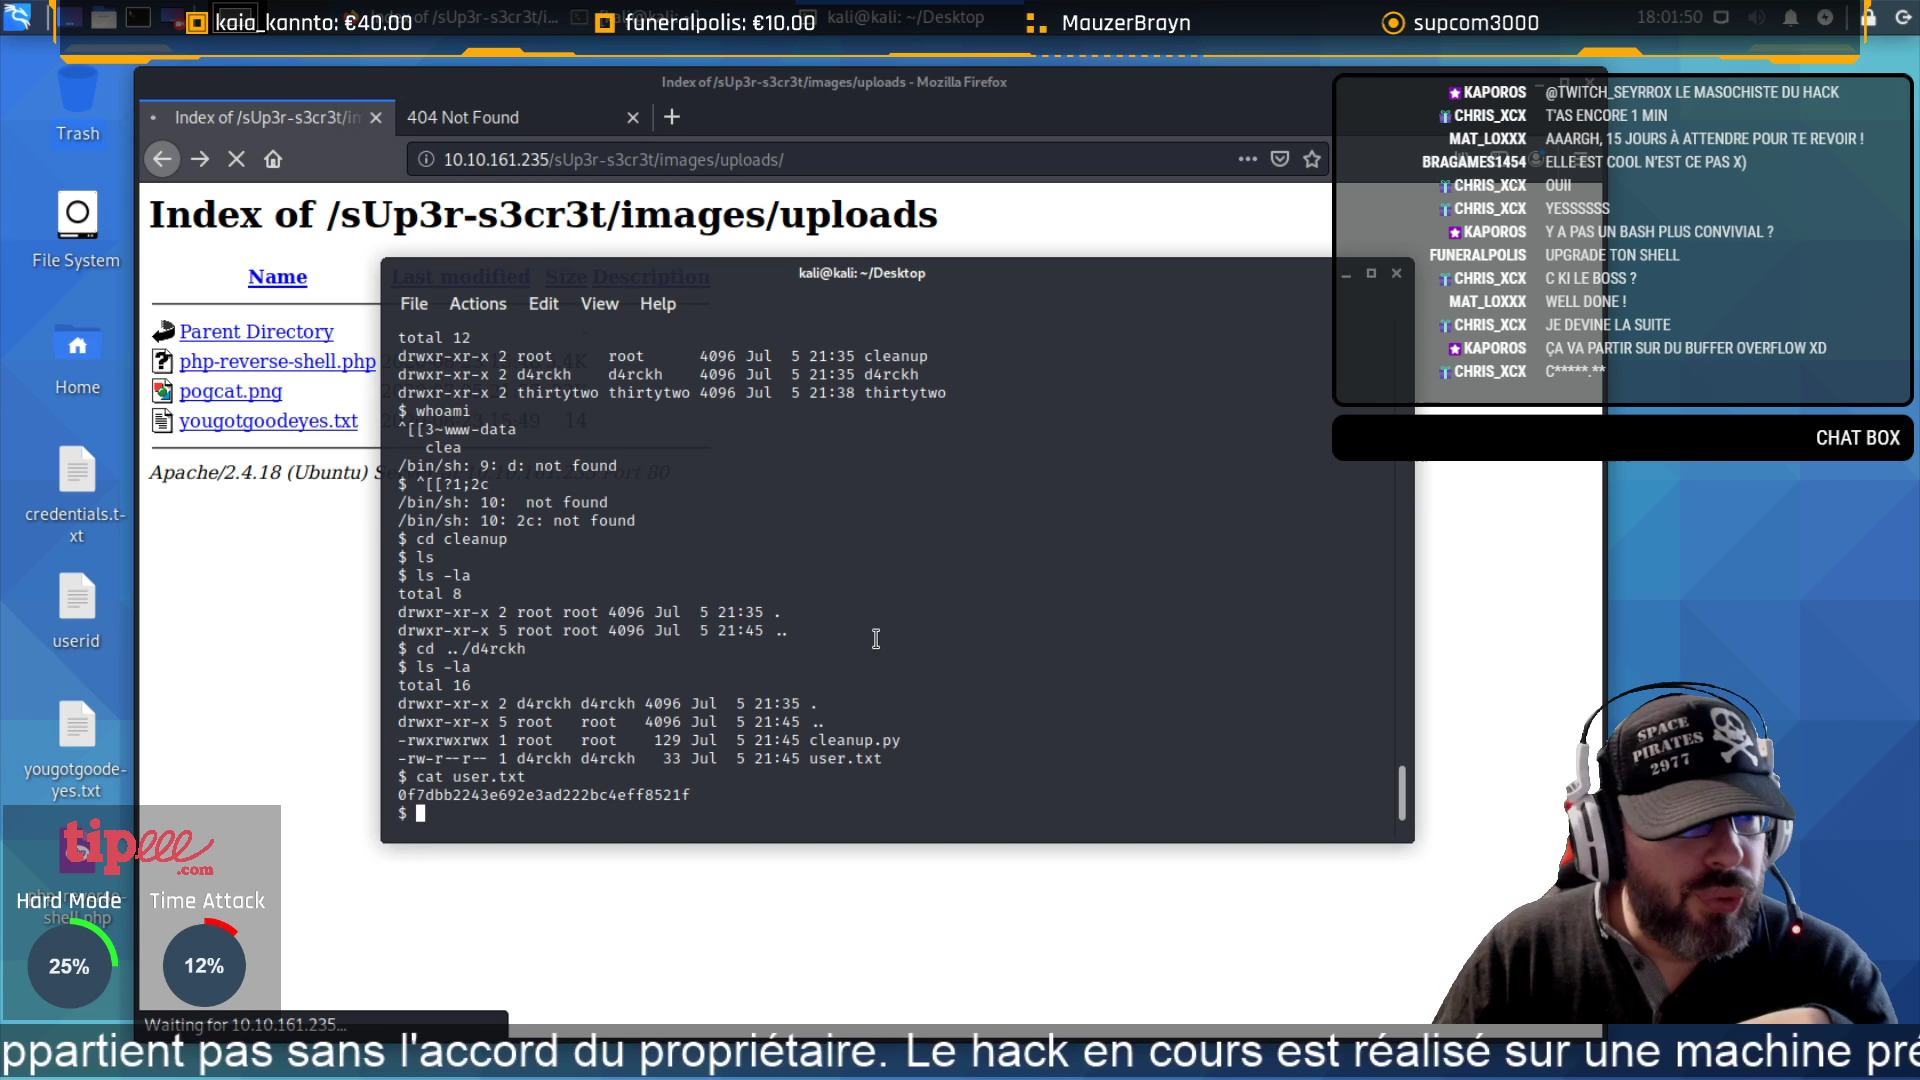 kaia_kannto: €40.00
funeralpolis: €10.00
MauzerBrayn
supcom3000
kali@kali: ~/Desktop
18:01:50
Trash
File System
Home
credentials.t-
xt
userid
yougotgoode-
yes.txt
php-reverse-
shell.php
Index of /sUp3r-s3cr3t/images/uploads - Mozilla Firefox
Index of /sUp3r-s3cr3t/im
404 Not Found
10.10.161.235/sUp3r-s3cr3t/images/uploads/
Index of /sUp3r-s3cr3t/images/uploads
Name
Last modified
Size
Description
Parent Directory
php-reverse-shell.php
pogcat.png
yougotgoodeyes.txt
14
Apache/2.4.18 (Ubuntu)
kali@kali: ~/Desktop
File Actions Edit View Help
total 12
drwxr-xr-x 2 root root 4096 Jul 5 21:35 cleanup
drwxr-xr-x 2 d4rckh d4rckh 4096 Jul 5 21:35 d4rckh
drwxr-xr-x 2 thirtytwo thirtytwo 4096 Jul 5 21:38 thirtytwo
$ whoami
^[[3~www-data
clea
/bin/sh: 9: d: not found
$ ^[[?1;2c
/bin/sh: 10: not found
/bin/sh: 10: 2c: not found
$ cd cleanup
$ ls
$ ls -la
total 8
drwxr-xr-x 2 root root 4096 Jul 5 21:35 .
drwxr-xr-x 5 root root 4096 Jul 5 21:45 ..
$ cd ../d4rckh
$ ls -la
total 16
drwxr-xr-x 2 d4rckh d4rckh 4096 Jul 5 21:35 .
drwxr-xr-x 5 root root 4096 Jul 5 21:45 ..
-rwxrwxrwx 1 root root 129 Jul 5 21:45 cleanup.py
-rw-r--r-- 1 d4rckh d4rckh 33 Jul 5 21:45 user.txt
$ cat user.txt
0f7dbb2243e692e3ad222bc4eff8521f
$
KAPOROS @TWITCH_SEYRROX LE MASOCHISTE DU HACK
CHRIS_XCX T'AS ENCORE 1 MIN
MAT_LOXXX AAARGH, 15 JOURS À ATTENDRE POUR TE REVOIR !
BRAGAMES1454 ELLE EST COOL N'EST CE PAS X)
CHRIS_XCX OUII
CHRIS_XCX YESSSSSS
KAPOROS Y A PAS UN BASH PLUS CONVIVIAL ?
FUNERALPOLIS UPGRADE TON SHELL
CHRIS_XCX C KI LE BOSS ?
MAT_LOXXX WELL DONE !
CHRIS_XCX JE DEVINE LA SUITE
KAPOROS ÇA VA PARTIR SUR DU BUFFER OVERFLOW XD
CHRIS_XCX C*****.**
CHAT BOX
SPACE
PIRATES
2977
tipeee
.com
Hard Mode
25%
Time Attack
12%
Waiting for 10.10.161.235...
ppartient pas sans l'accord du propriétaire. Le hack en cours est réalisé sur une machine pré